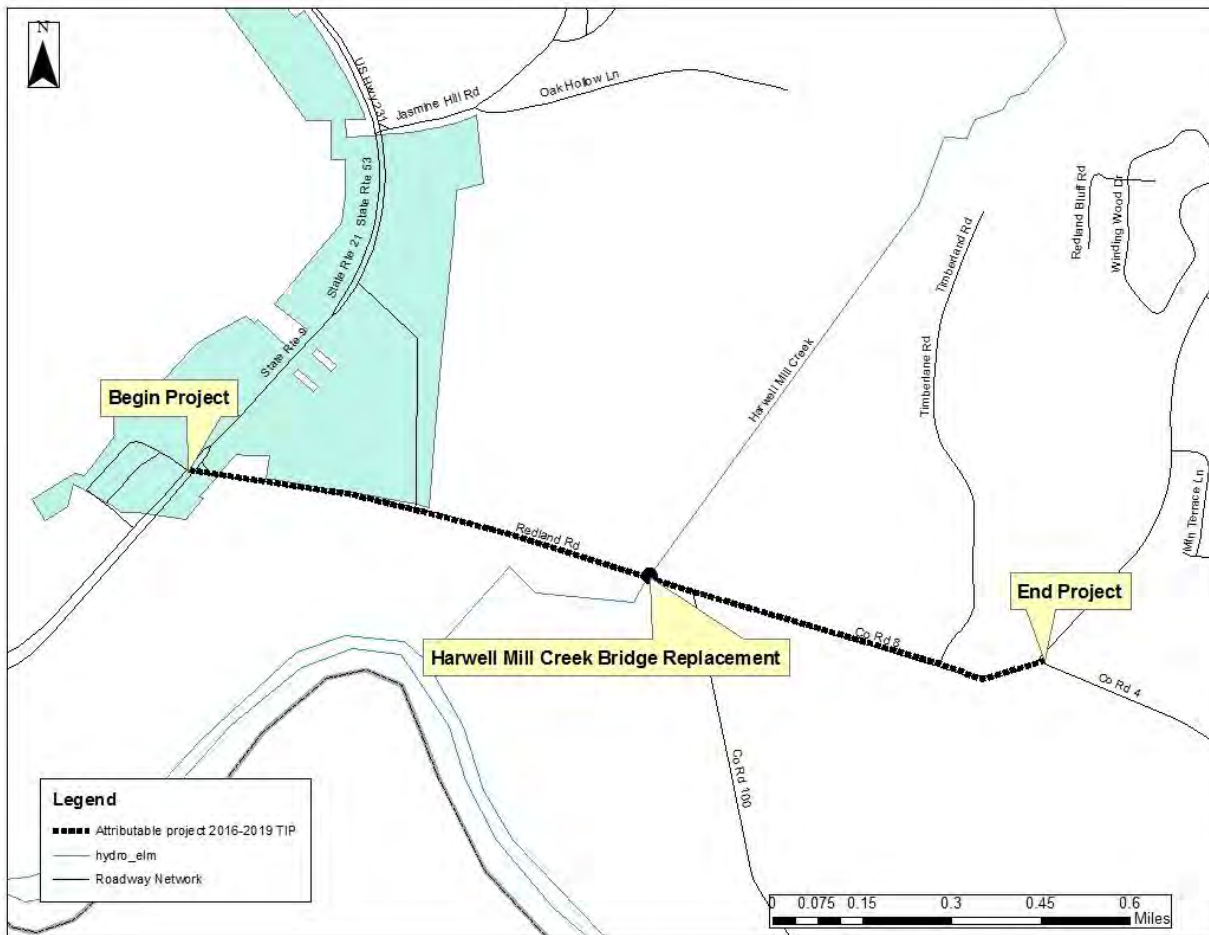 N
US Hwy 231
Jasmine Hill Rd
Oak Hollow Ln
State Rte 53
State Rte 21
State Rte 9
Redland Bluff Rd
Winding Wood Dr
Timberland Rd
Timberlane Rd
Harwell Mill Creek
Begin Project
Mtn Terrace Ln
Redland Rd
End Project
Harwell Mill Creek Bridge Replacement
Co Rd 8
Co Rd 4
Co Rd 100
Legend
Attributable project 2016-2019 TIP
hydro_elm
Roadway Network
0 0.075 0.15 0.3 0.45 0.6
Miles